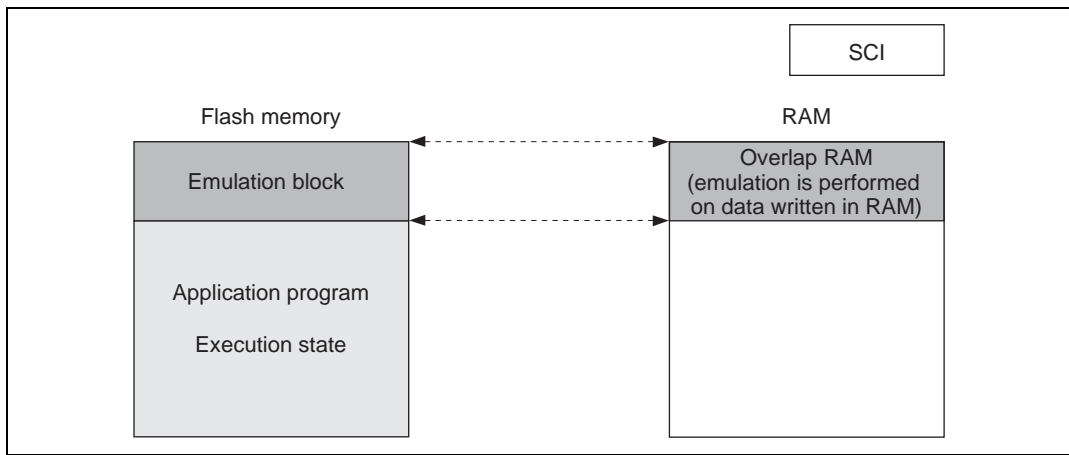 SCI
Flash memory
RAM
Emulation block
Overlap RAM
(emulation is performed
on data written in RAM)
Application program
Execution state